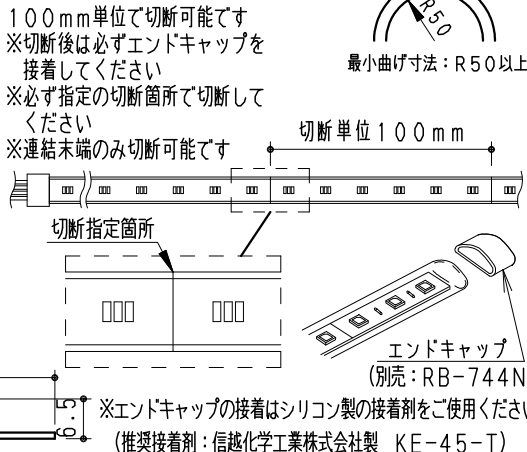 100mm単位で切断可能です
※切断後は必ずエンドキャップを
接着してください
※必ず指定の切断箇所で切断して
ください
※連結末端のみ切断可能です
R50
最小曲げ寸法：R50以上
切断単位100mm
切断指定箇所
エンドキャップ
(別売：RB-744N
6.5
※エンドキャップの接着はシリコン製の接着剤をご使用くださ
(推奨接着剤：信越化学工業株式会社製 KE-45-T)